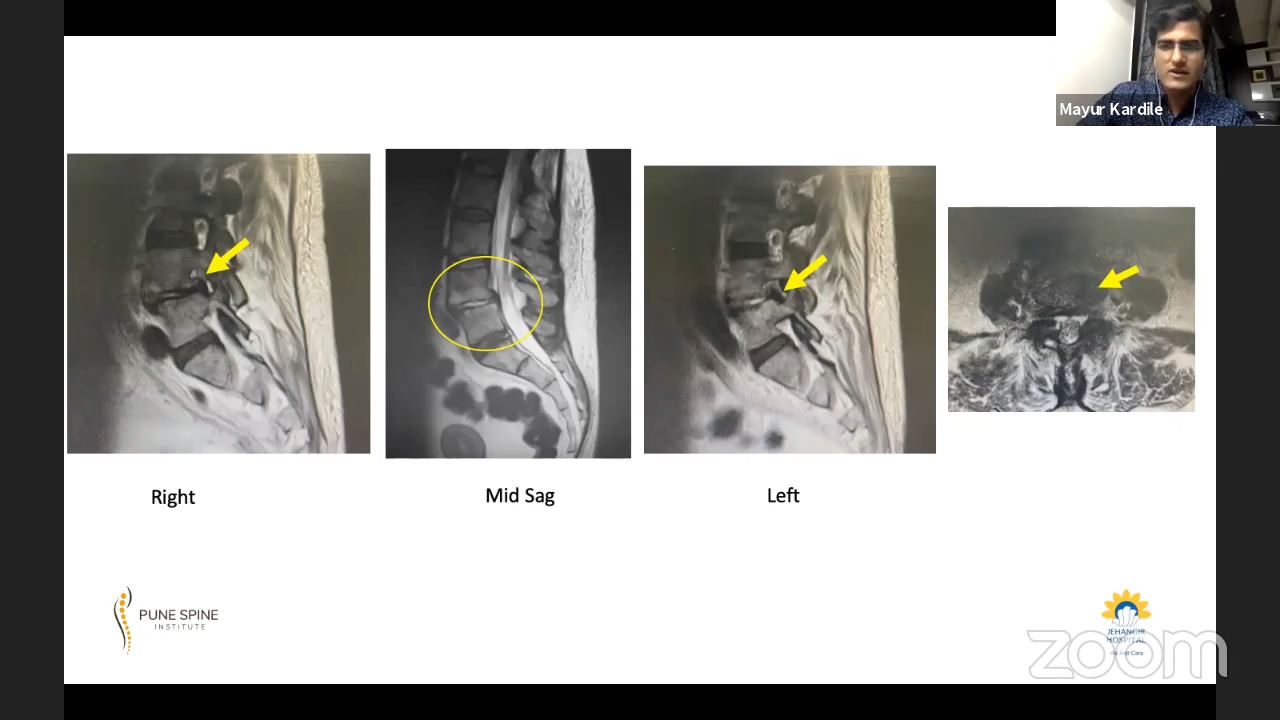 Mayur Kardile
Right
Mid Sag
Left
PUNE SPINE
INSTITUTE
JEHANGIR
HOSPITAL
zoom